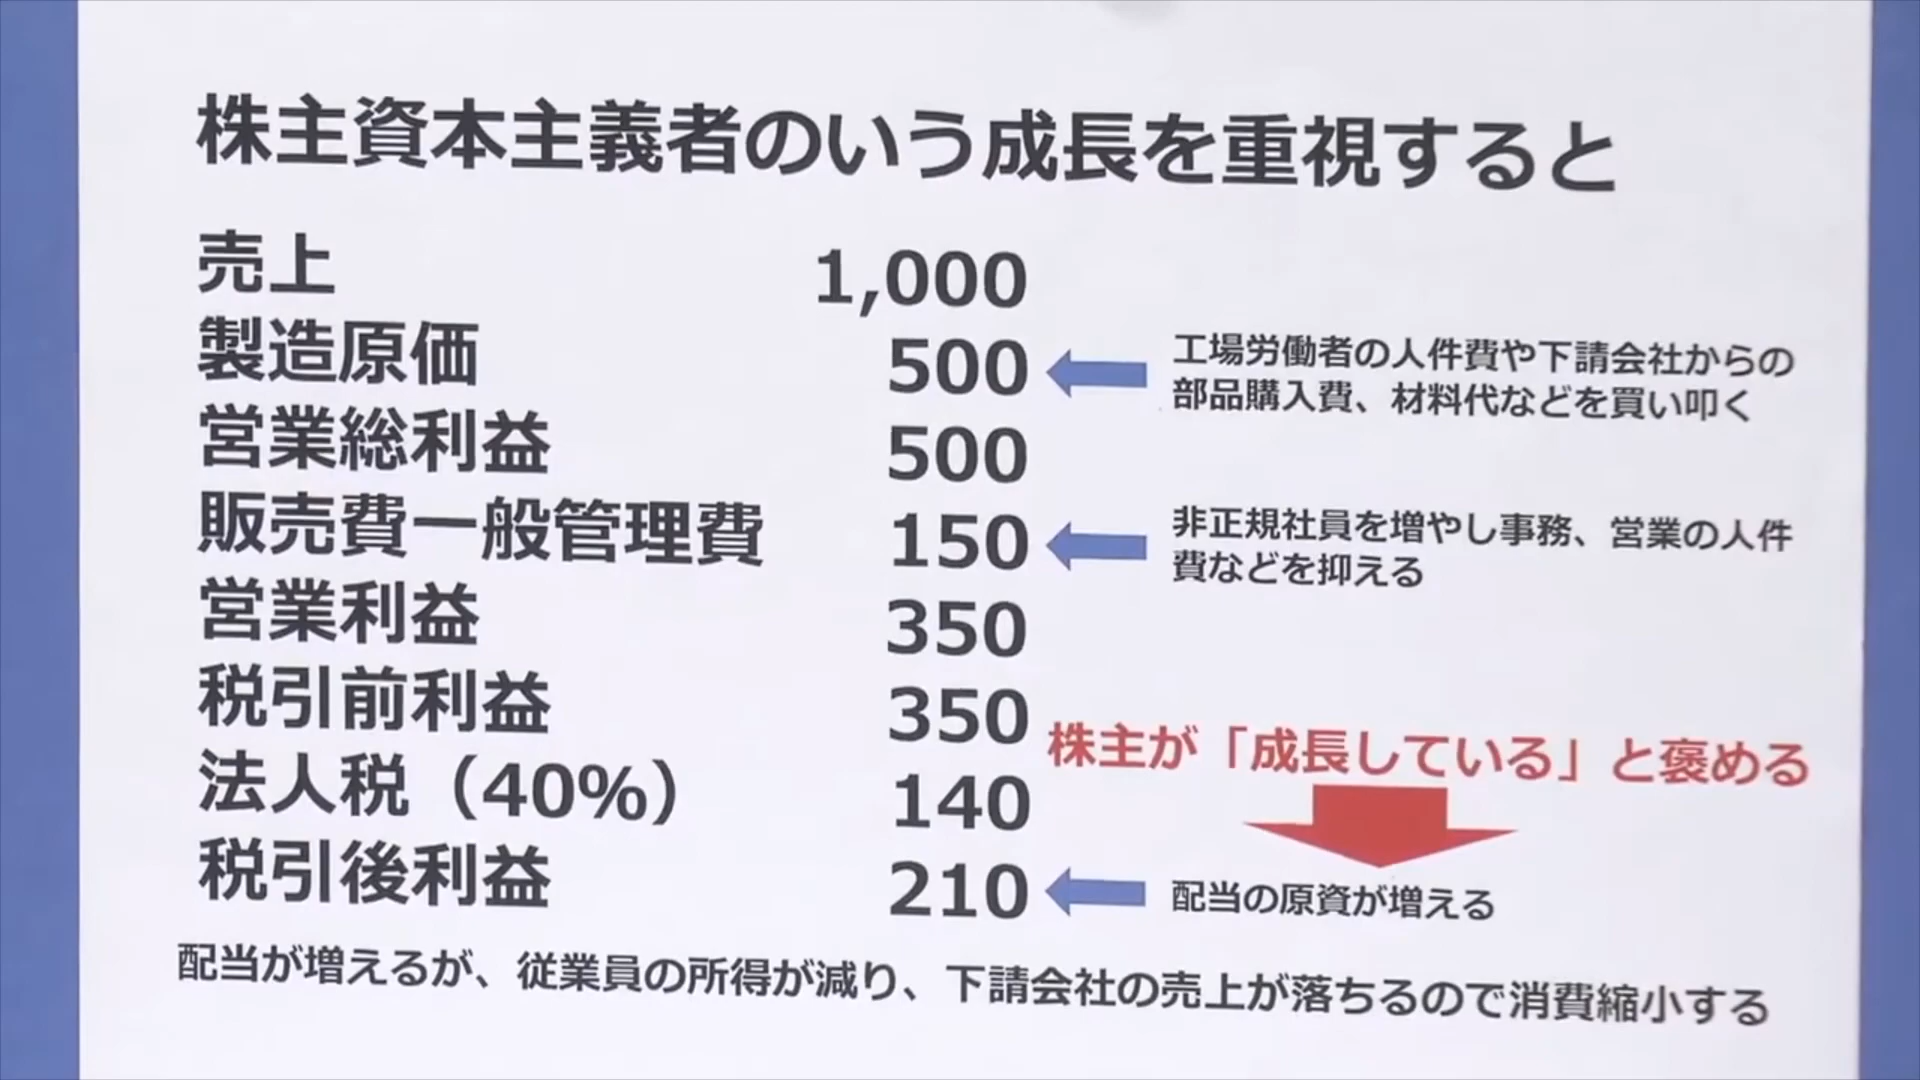 株主資本主義者のいう成長を重視すると
売上 1,000
製造原価 500
工場労働者の人件費や下請会社からの
部品購入費、材料代などを買い叩く
営業総利益 500
販売費一般管理費 150
非正規社員を増やし事務、営業の人件
費などを抑える
営業利益 350
税引前利益 350
株主が「成長している」と褒める
法人税（40%） 140
税引後利益 210
配当の原資が増える
配当が増えるが、従業員の所得が減り、下請会社の売上が落ちるので消費縮小する